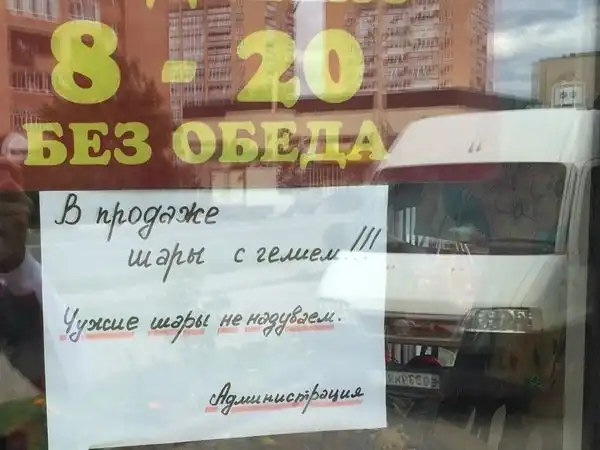 8 - 20
БЕЗ ОБЕДА
В продаже
шары с гелием!!!
Чужие шары не надуваем.
Администрация